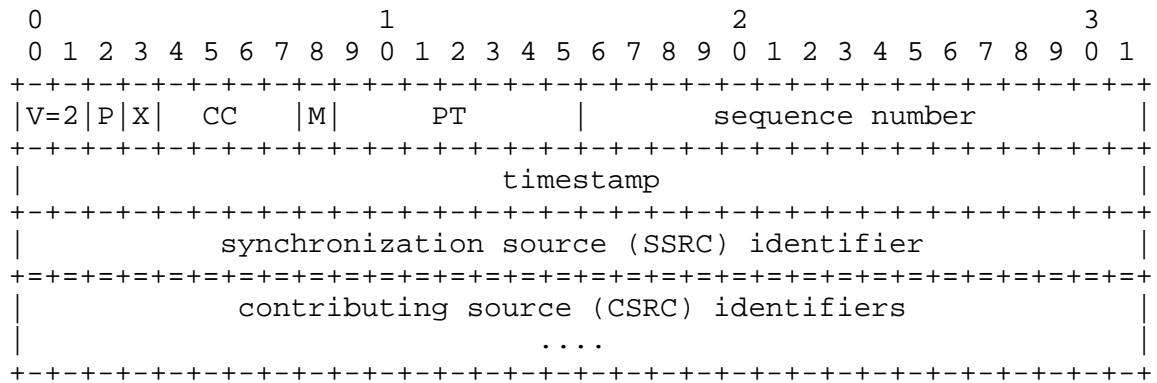 0                   1                   2                   3
 0 1 2 3 4 5 6 7 8 9 0 1 2 3 4 5 6 7 8 9 0 1 2 3 4 5 6 7 8 9 0 1
+-+-+-+-+-+-+-+-+-+-+-+-+-+-+-+-+-+-+-+-+-+-+-+-+-+-+-+-+-+-+-+-+
|V=2|P|X|  CC   |M|     PT      |       sequence number         |
+-+-+-+-+-+-+-+-+-+-+-+-+-+-+-+-+-+-+-+-+-+-+-+-+-+-+-+-+-+-+-+-+
|                           timestamp                           |
+-+-+-+-+-+-+-+-+-+-+-+-+-+-+-+-+-+-+-+-+-+-+-+-+-+-+-+-+-+-+-+-+
|           synchronization source (SSRC) identifier            |
+=+=+=+=+=+=+=+=+=+=+=+=+=+=+=+=+=+=+=+=+=+=+=+=+=+=+=+=+=+=+=+=+
|            contributing source (CSRC) identifiers             |
|                             ....                              |
+-+-+-+-+-+-+-+-+-+-+-+-+-+-+-+-+-+-+-+-+-+-+-+-+-+-+-+-+-+-+-+-+